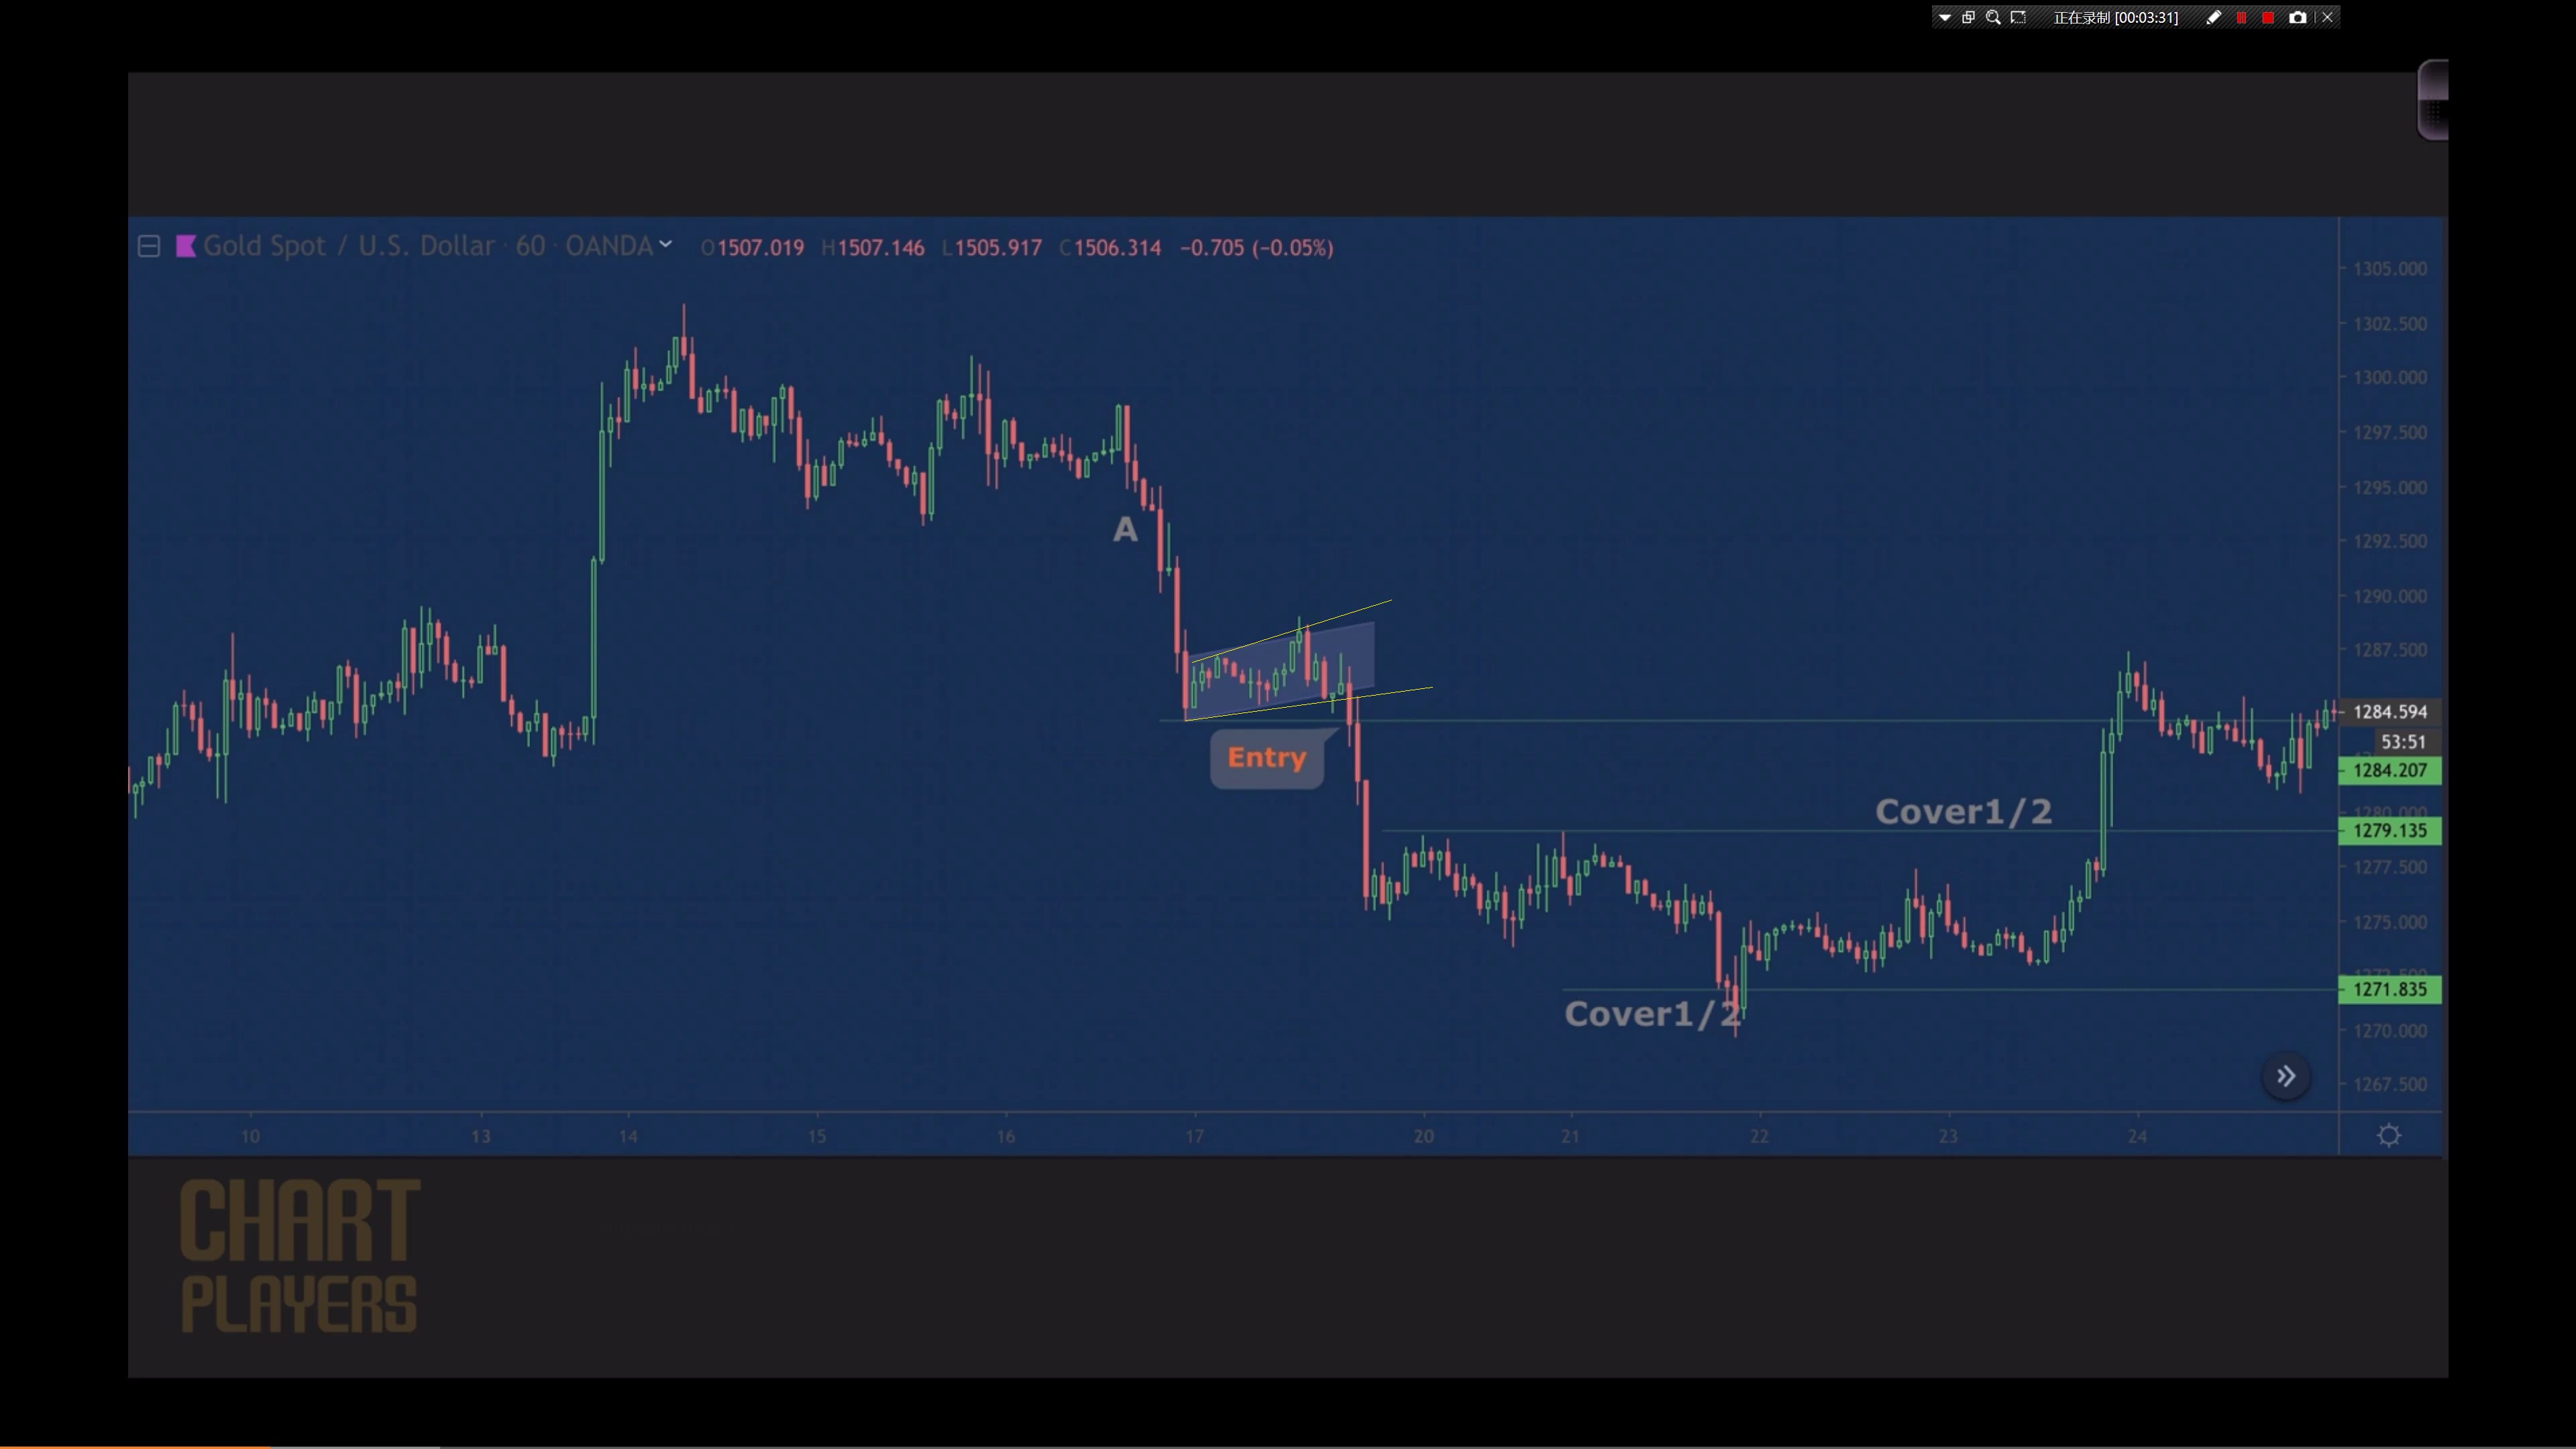 正在录制 [00:03:31]
Gold Spot / U.S. Dollar · 60 · OANDA O1507.019 H1507.146 L1505.917 C1506.314 −0.705 (−0.05%)
1305.000
1302.500
1300.000
1297.500
1295.000
A
1292.500
1290.000
1287.500
1284.594
53:51
Entry
1284.207
Cover1/2
1280.000
1279.135
1277.500
1275.000
1272.500
1271.835
Cover1/2
1270.000
1267.500
10 13 14 15 16 17 20 21 22 23 24
CHART
PLAYERS